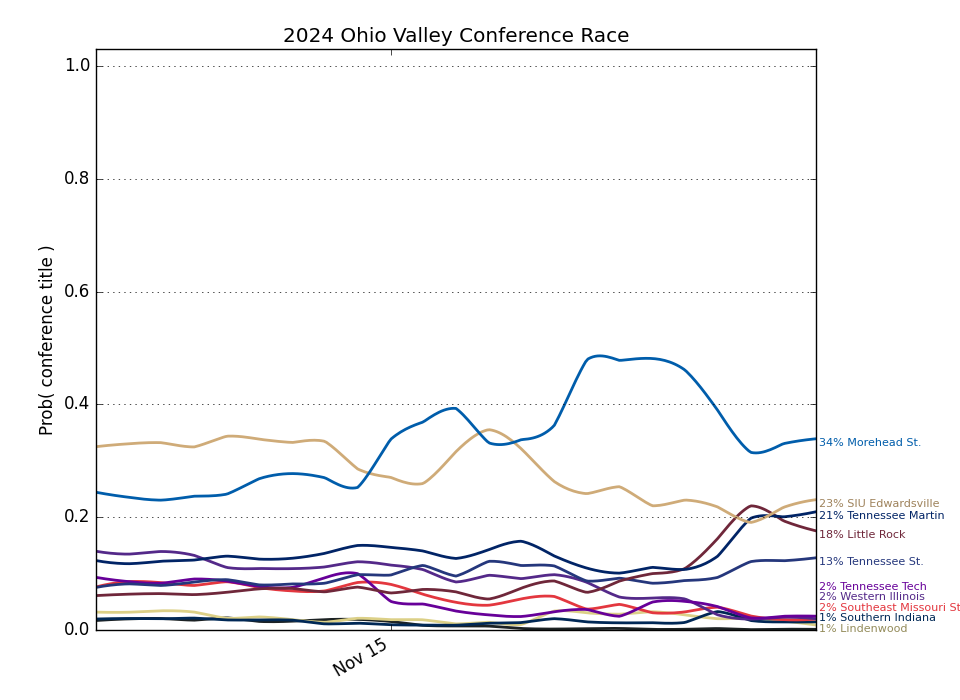 2024 Ohio Valley Conference Race
Prob( conference title )
1.0
0.8
0.6
0.4
0.2
0.0
Nov 15
34% Morehead St.
23% SIU Edwardsville
21% Tennessee Martin
18% Little Rock
13% Tennessee St.
2% Tennessee Tech
2% Western Illinois
2% Southeast Missouri St
1% Southern Indiana
1% Lindenwood